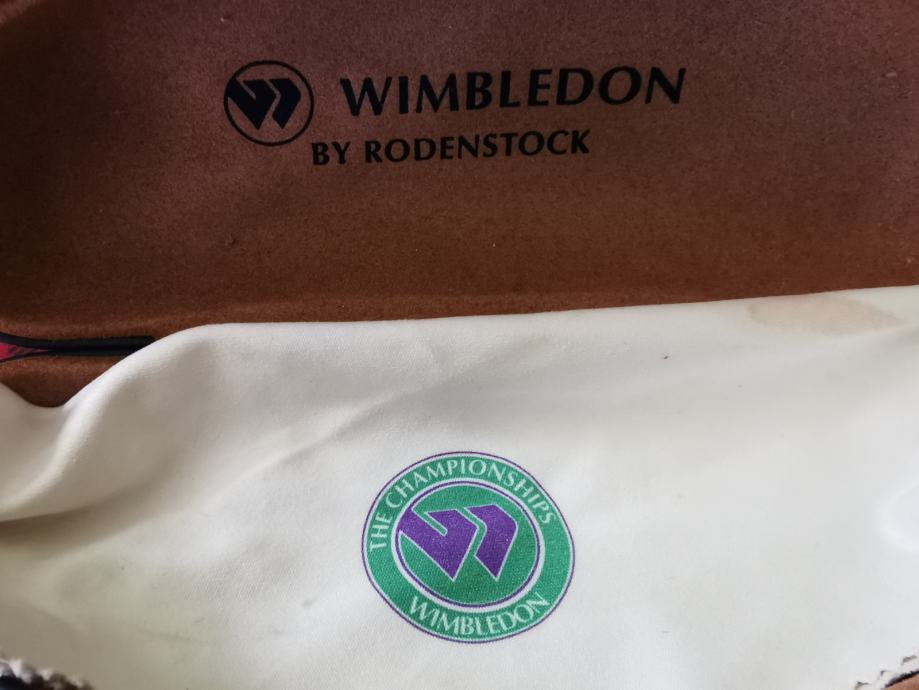 WIMBLEDON
BY RODENSTOCK
THE CHAMPIONSHIPS
WIMBLEDON